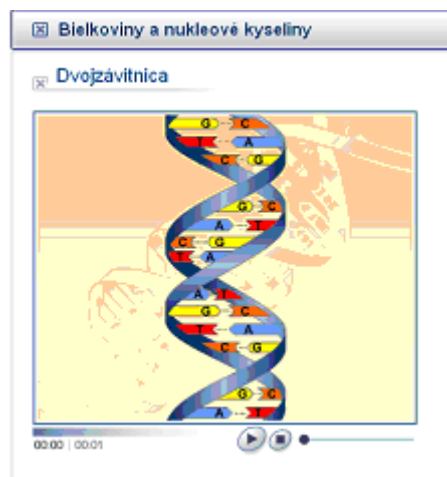 Bielkoviny a nukleové kyseliny
Dvojzávitnica
G C
T A
C G
G C
A T
C G
T A
A T
G C
T A
C G
G C
A T
00:00 | 00:01